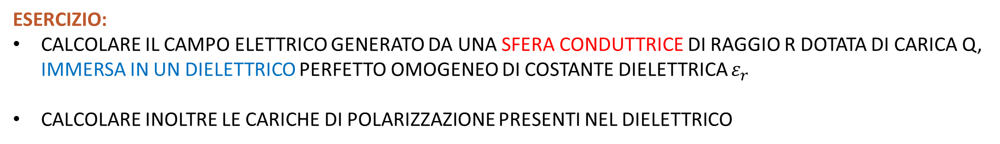 ESERCIZIO:
• CALCOLARE IL CAMPO ELETTRICO GENERATO DA UNA SFERA CONDUTTRICE DI RAGGIO R DOTATA DI CARICA Q,
IMMERSA IN UN DIELETTRICO PERFETTO OMOGENEO DI COSTANTE DIELETTRICA εᵣ
• CALCOLARE INOLTRE LE CARICHE DI POLARIZZAZIONE PRESENTI NEL DIELETTRICO